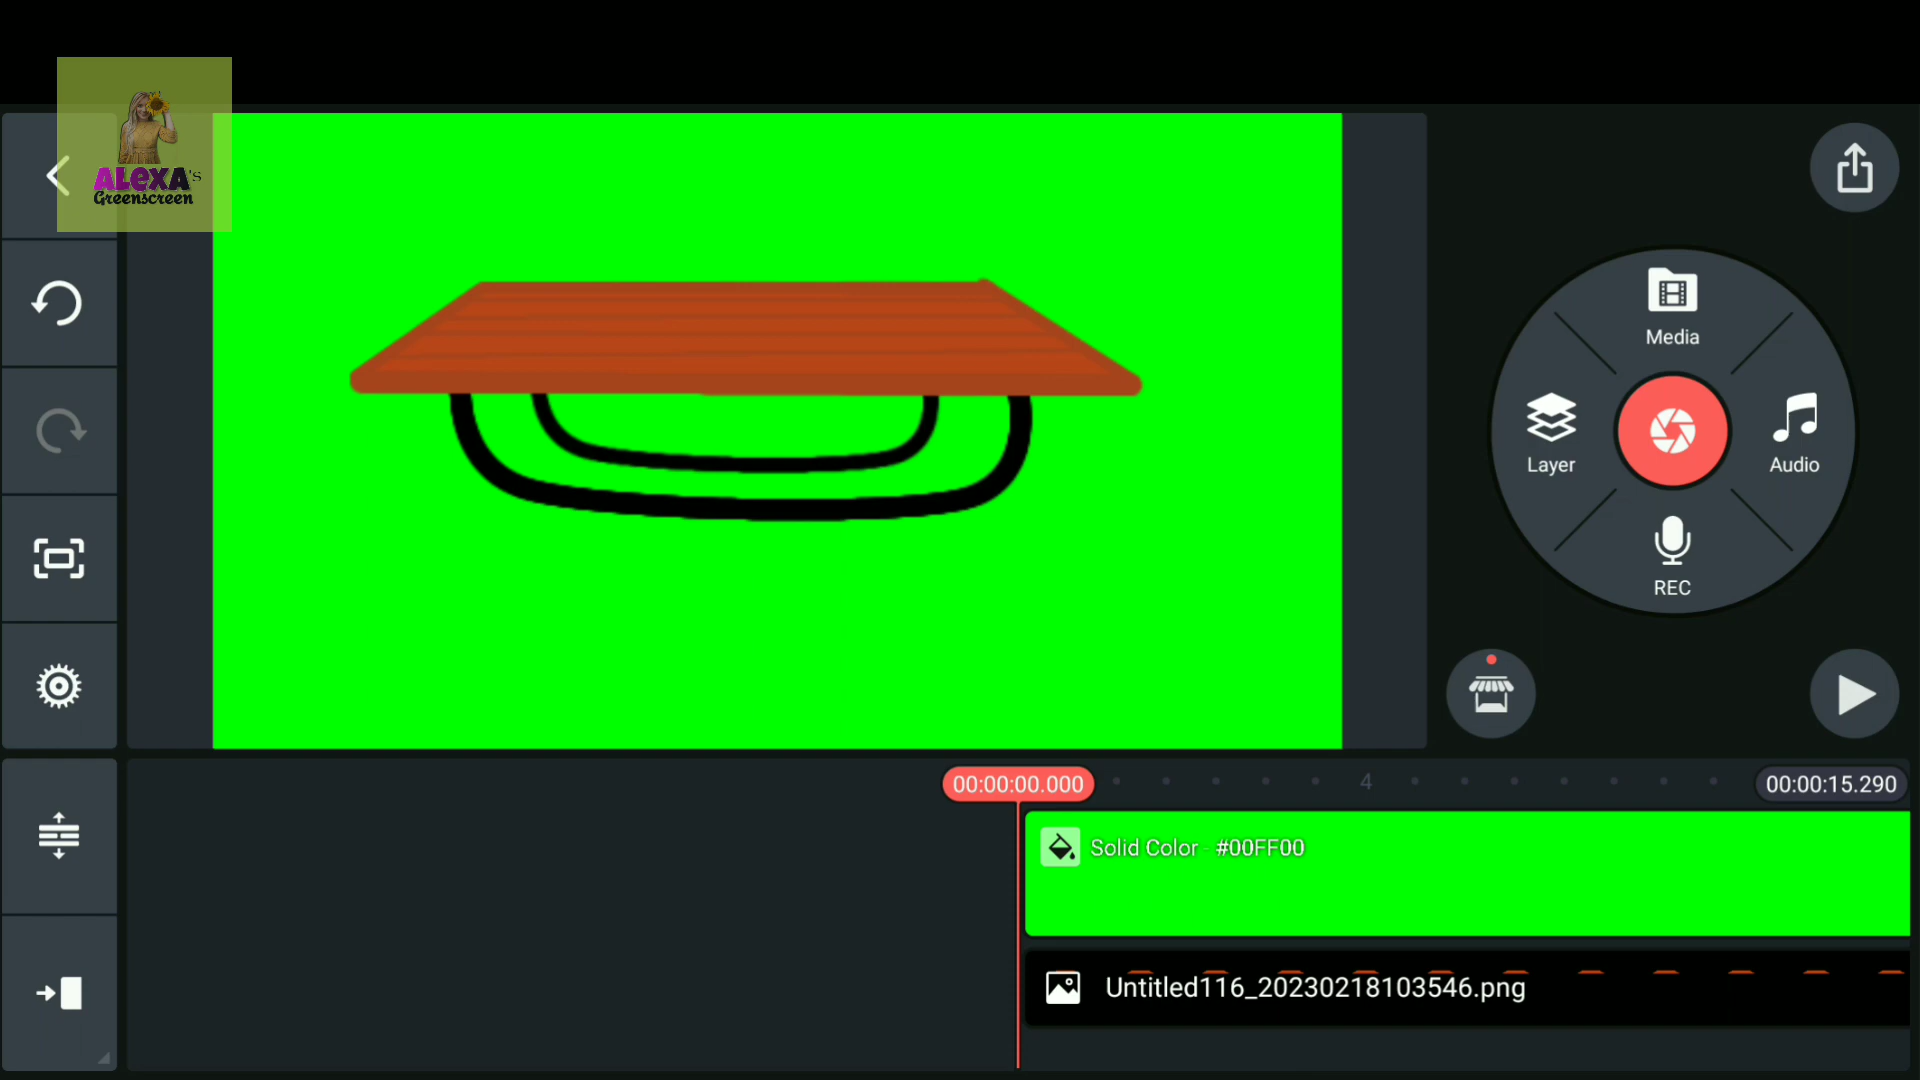 ALeXA's
Greenscreen
Media
Layer
Audio
REC
00:00:00.000
4
00:00:15.290
Solid Color - #00FF00
Untitled116_20230218103546.png